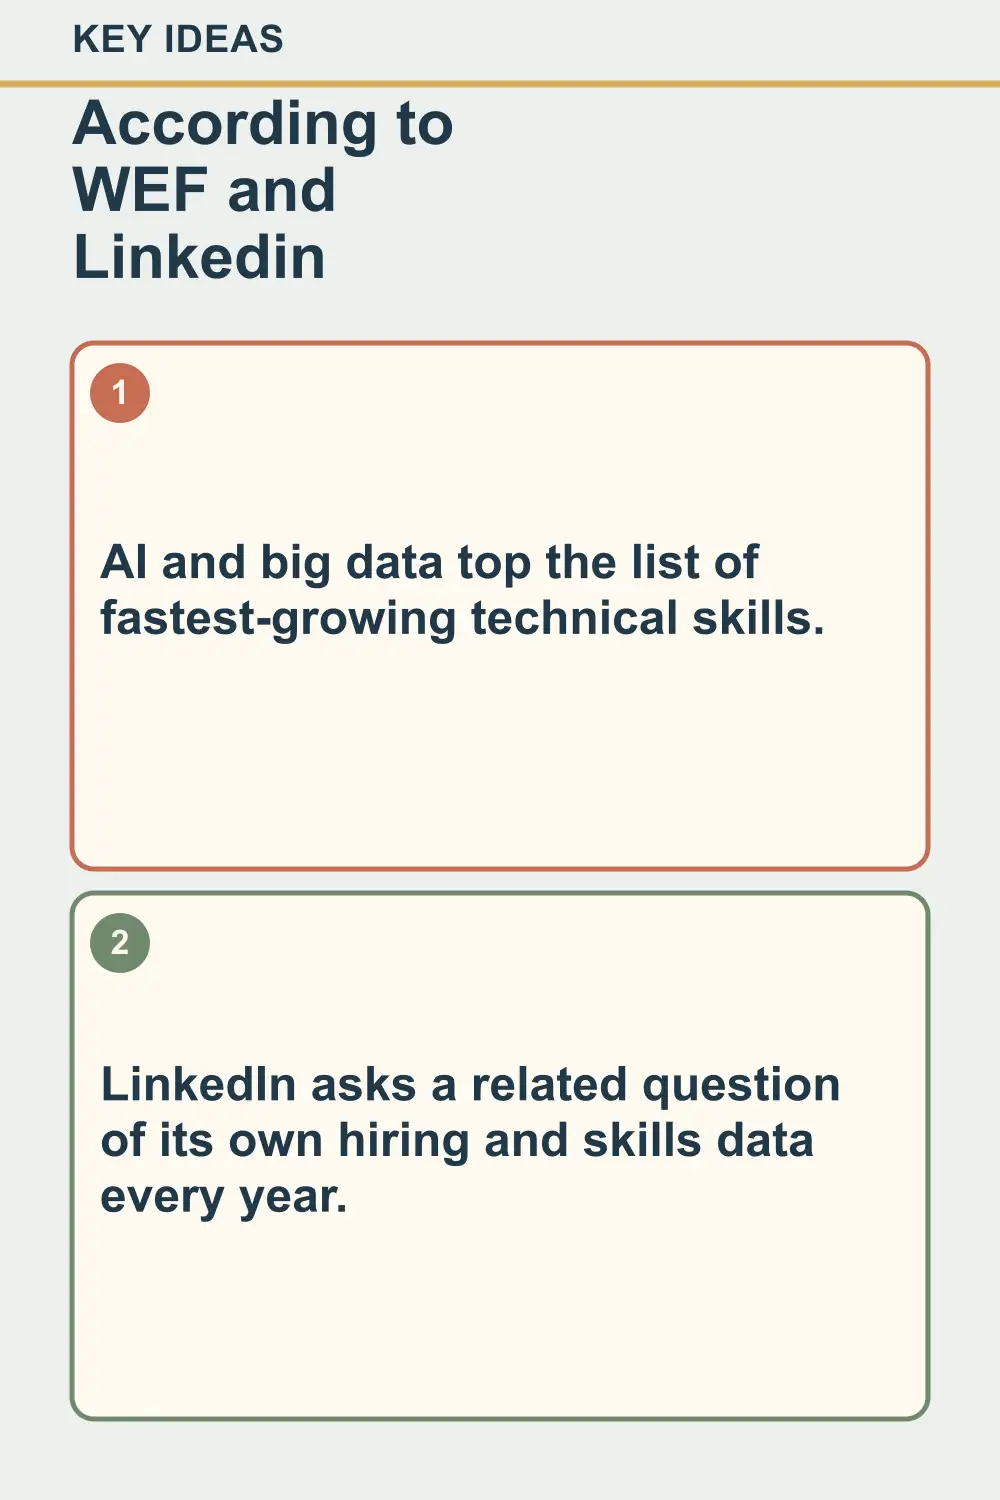 KEY IDEAS
According to
WEF and
Linkedin
1
AI and big data top the list of
fastest-growing technical skills.
2
LinkedIn asks a related question
of its own hiring and skills data
every year.